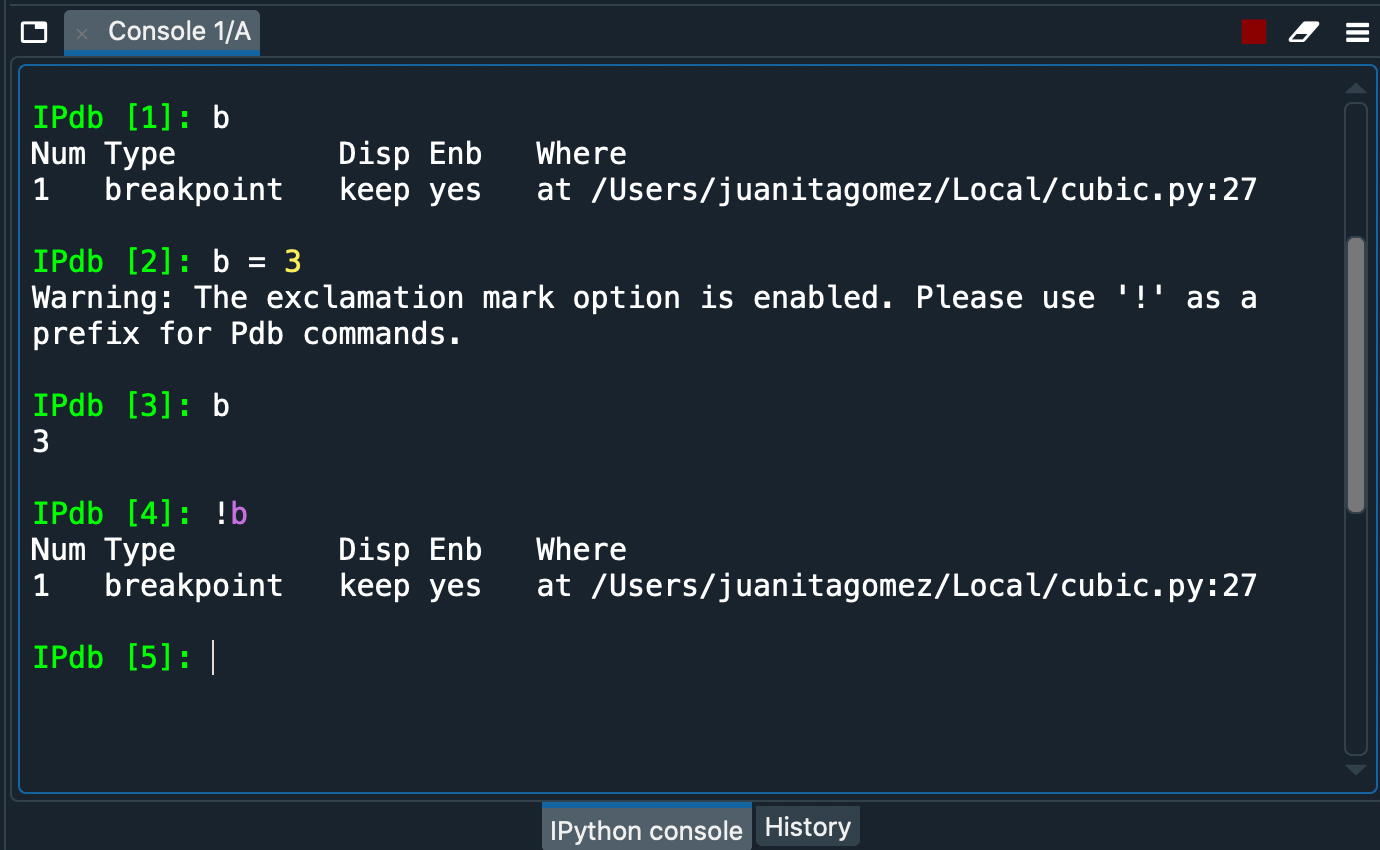 Console 1/A
IPdb [1]: b
Num Type         Disp Enb   Where
1   breakpoint   keep yes   at /Users/juanitagomez/Local/cubic.py:27
IPdb [2]: b = 3
Warning: The exclamation mark option is enabled. Please use '!' as a
prefix for Pdb commands.
IPdb [3]: b
3
IPdb [4]: !b
Num Type         Disp Enb   Where
1   breakpoint   keep yes   at /Users/juanitagomez/Local/cubic.py:27
IPdb [5]:
IPython console History